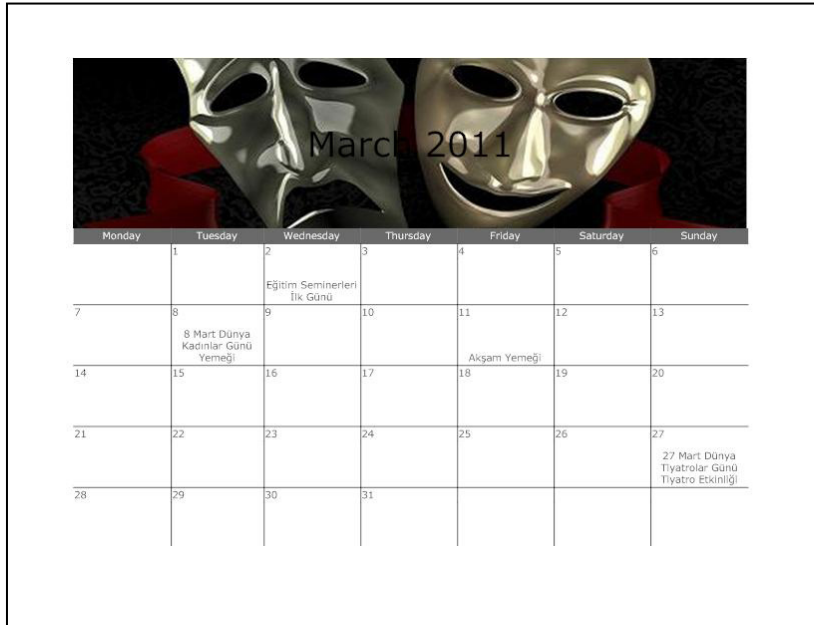 March 2011
Monday Tuesday Wednesday Thursday Friday Saturday Sunday
1 2 3 4 5 6
Eğitim Seminerleri
İlk Günü
7 8 9 10 11 12 13
8 Mart Dünya
Kadınlar Günü
Yemeği
Akşam Yemeği
14 15 16 17 18 19 20
21 22 23 24 25 26 27
27 Mart Dünya
Tiyatrolar Günü
Tiyatro Etkinliği
28 29 30 31